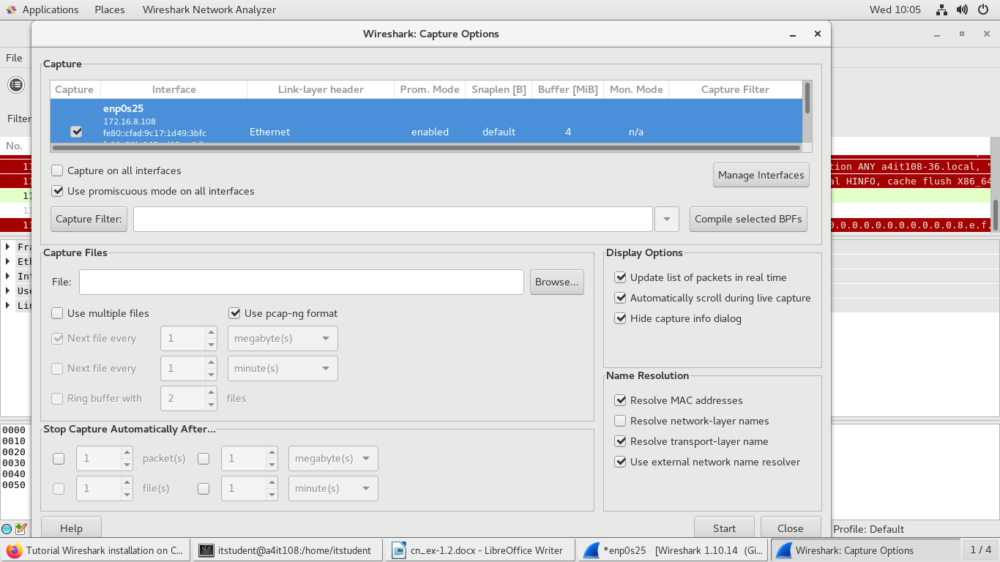 Applications Places Wireshark Network Analyzer Wed 10:05
Wireshark: Capture Options
File
Capture
Capture Interface Link-layer header Prom. Mode Snaplen [B] Buffer [MiB] Mon. Mode Capture Filter
enp0s25
172.16.8.108
fe80::cfad:9c17:1d49:3bfc
Ethernet enabled default 4 n/a
Filter
No.
Capture on all interfaces
Manage Interfaces
Use promiscuous mode on all interfaces
Capture Filter:
Compile selected BPFs
11 tion ANY a4it108-36.local, "
11 al HINFO, cache flush X86_64
11
11
11 0.0.0.0.0.0.0.0.0.0.0.8.e.f.
Fra
Eth
Int
Use
Lin
Capture Files
File:
Browse...
Use multiple files
Use pcap-ng format
Next file every 1 megabyte(s)
Next file every 1 minute(s)
Ring buffer with 2 files
Display Options
Update list of packets in real time
Automatically scroll during live capture
Hide capture info dialog
Name Resolution
Resolve MAC addresses
Resolve network-layer names
Resolve transport-layer name
Use external network name resolver
Stop Capture Automatically After...
1 packet(s) 1 megabyte(s)
1 file(s) 1 minute(s)
0000
0010
0020
0030
0040
0050
Help Start Close
Profile: Default
Tutorial Wireshark installation on C...
itstudent@a4it108:/home/itstudent
cn_ex-1.2.docx - LibreOffice Writer
*enp0s25 [Wireshark 1.10.14 (Gi...
Wireshark: Capture Options
1 / 4